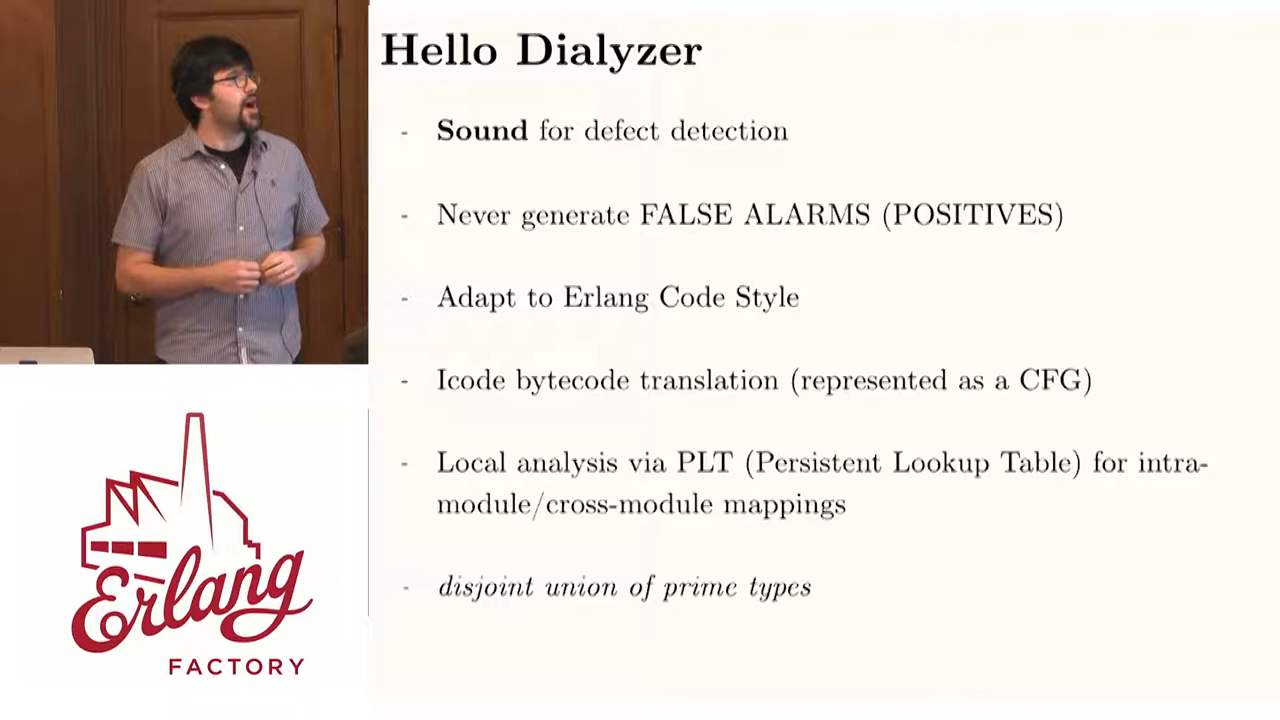 Hello Dialyzer
- Sound for defect detection
- Never generate FALSE ALARMS (POSITIVES)
- Adapt to Erlang Code Style
- Icode bytecode translation (represented as a CFG)
- Local analysis via PLT (Persistent Lookup Table) for intra-
module/cross-module mappings
- disjoint union of prime types
Erlang
FACTORY